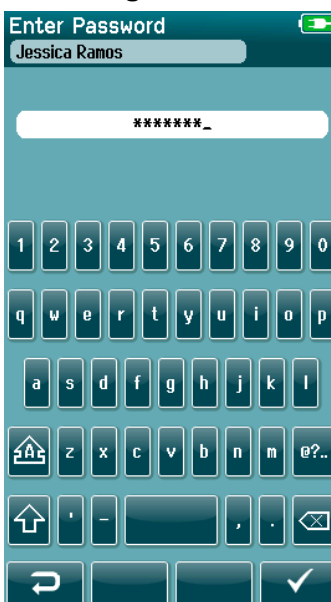 Enter Password
Jessica Ramos
*******_
1 2 3 4 5 6 7 8 9 0
q w e r t y u i o p
a s d f g h j k l
A z x c v b n m @?..
' - , .